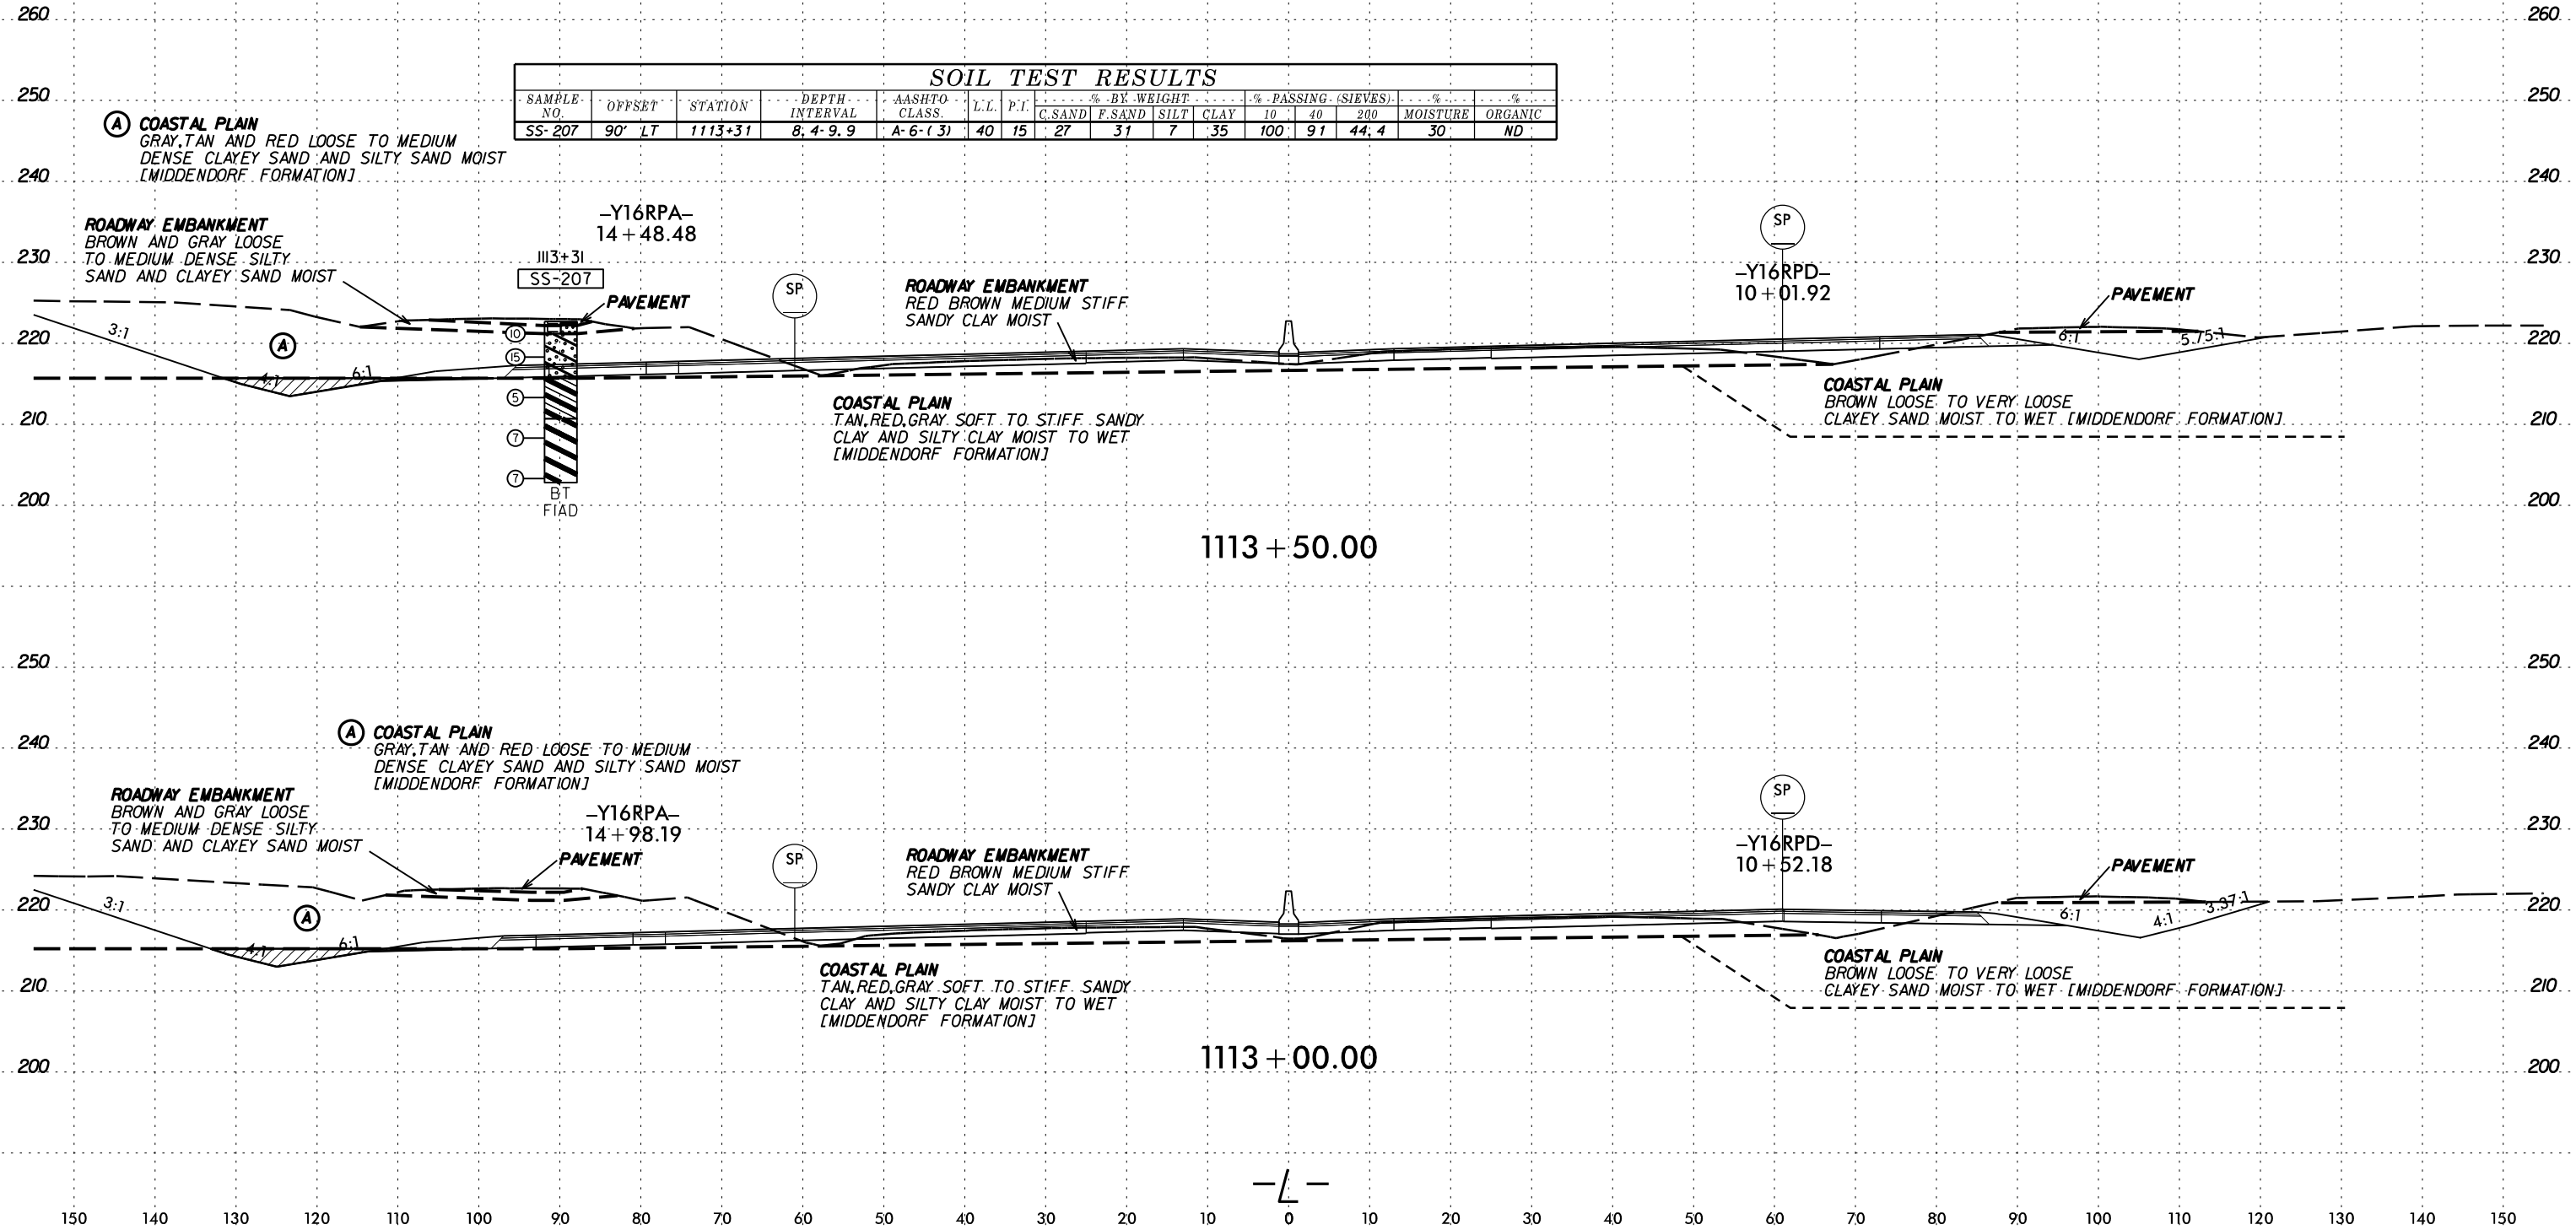 260 260
SOIL TEST RESULTS
SAMPLE NO. OFFSET STATION DEPTH INTERVAL AASHTO CLASS. L.L. P.I. % BY WEIGHT % PASSING (SIEVES) % MOISTURE % ORGANIC
C.SAND F.SAND SILT CLAY 10 40 200
SS-207 90' LT 1113+31 8.4-9.9 A-6-(3) 40 15 27 31 7 35 100 91 44.4 30 ND
250 250
A COASTAL PLAIN
GRAY,TAN AND RED LOOSE TO MEDIUM
DENSE CLAYEY SAND AND SILTY SAND MOIST
[MIDDENDORF FORMATION]
240 240
ROADWAY EMBANKMENT
BROWN AND GRAY LOOSE
TO MEDIUM DENSE SILTY
SAND AND CLAYEY SAND MOIST
-Y16RPA-
14+48.48
1113+31
SS-207
PAVEMENT
SP
ROADWAY EMBANKMENT
RED BROWN MEDIUM STIFF
SANDY CLAY MOIST
SP
-Y16RPD-
10+01.92
PAVEMENT
230 230
3:1
A
10
15
6:1
5.75:1
220 220
4:1
6:1
5
7
7
BT
FIAD
COASTAL PLAIN
TAN,RED,GRAY SOFT TO STIFF SANDY
CLAY AND SILTY CLAY MOIST TO WET
[MIDDENDORF FORMATION]
COASTAL PLAIN
BROWN LOOSE TO VERY LOOSE
CLAYEY SAND MOIST TO WET [MIDDENDORF FORMATION]
210 210
200 200
1113+50.00
250 250
A COASTAL PLAIN
GRAY,TAN AND RED LOOSE TO MEDIUM
DENSE CLAYEY SAND AND SILTY SAND MOIST
[MIDDENDORF FORMATION]
240 240
ROADWAY EMBANKMENT
BROWN AND GRAY LOOSE
TO MEDIUM DENSE SILTY
SAND AND CLAYEY SAND MOIST
-Y16RPA-
14+98.19
PAVEMENT
SP
ROADWAY EMBANKMENT
RED BROWN MEDIUM STIFF
SANDY CLAY MOIST
SP
-Y16RPD-
10+52.18
PAVEMENT
230 230
3:1
A
6:1
4:1
3.37:1
220 220
4:1
6:1
COASTAL PLAIN
TAN,RED,GRAY SOFT TO STIFF SANDY
CLAY AND SILTY CLAY MOIST TO WET
[MIDDENDORF FORMATION]
COASTAL PLAIN
BROWN LOOSE TO VERY LOOSE
CLAYEY SAND MOIST TO WET [MIDDENDORF FORMATION]
210 210
200 200
1113+00.00
-L-
150 140 130 120 110 100 90 80 70 60 50 40 30 20 10 0 10 20 30 40 50 60 70 80 90 100 110 120 130 140 150